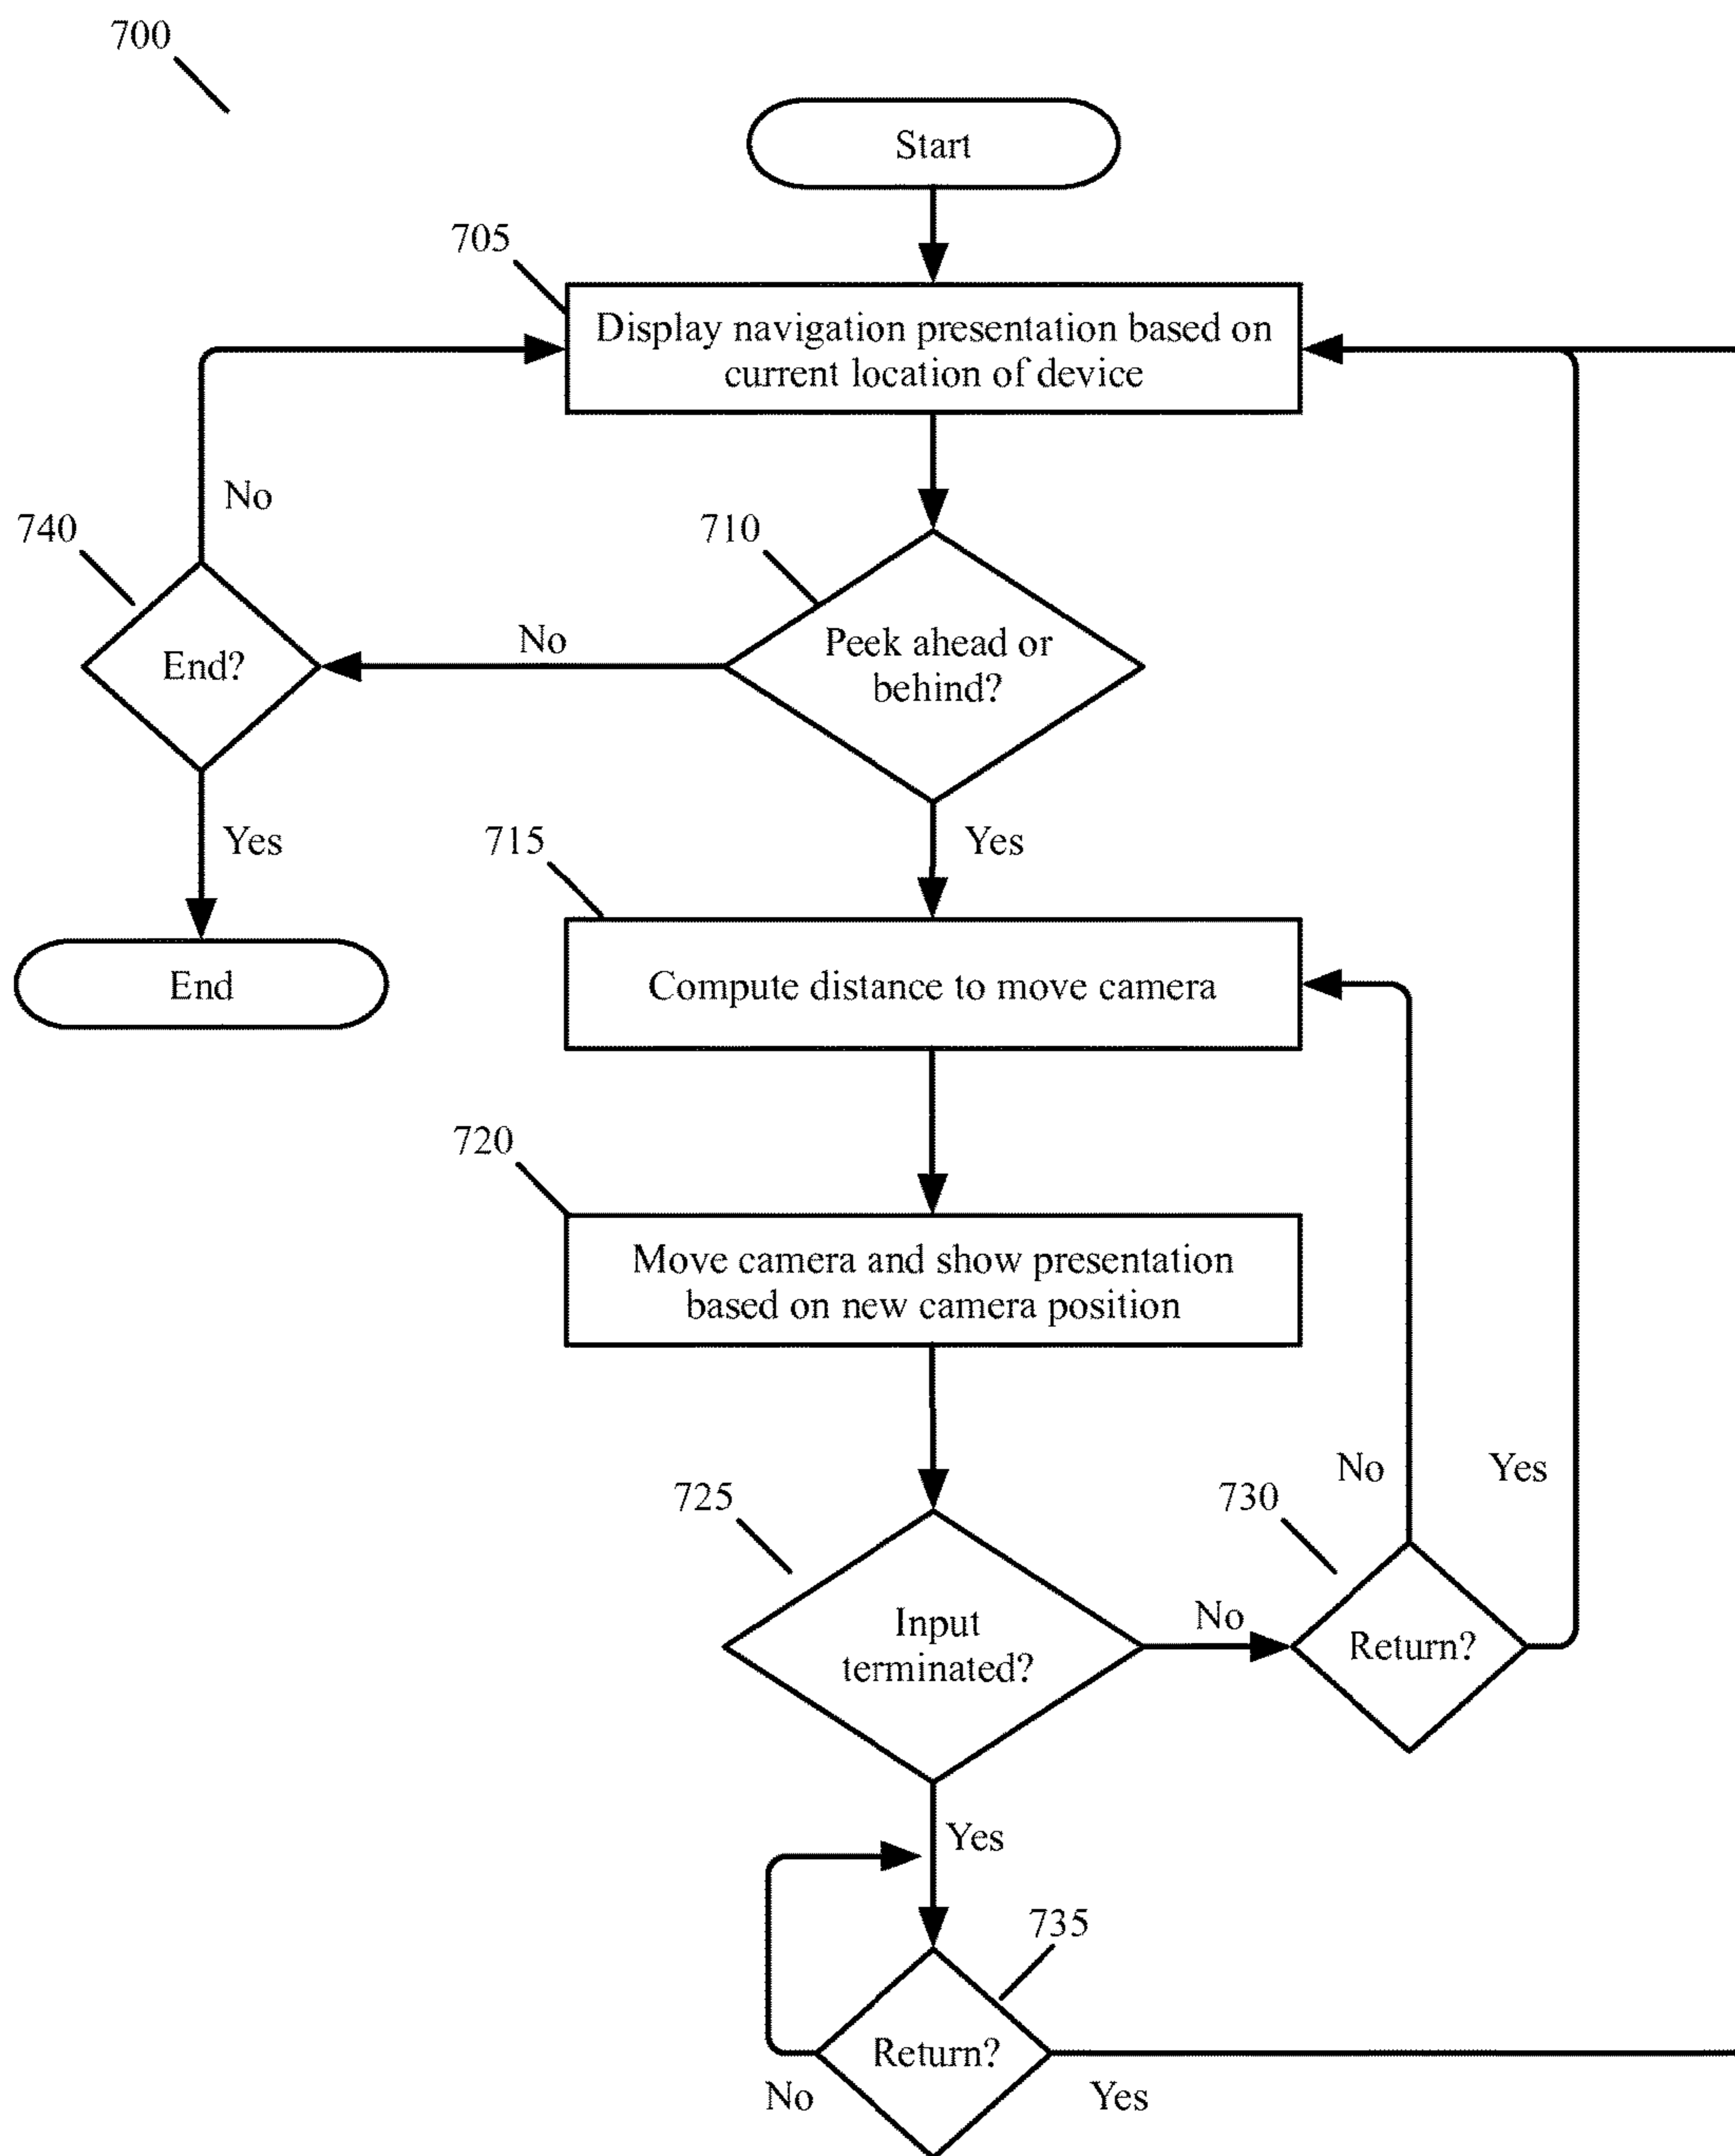 700
Start
705
Display navigation presentation based on
current location of device
No
740
710
End?
No
Peek ahead or
behind?
Yes
715
Yes
End
Compute distance to move camera
720
Move camera and show presentation
based on new camera position
No
Yes
725
730
Input
terminated?
No
Return?
Yes
735
Return?
No
Yes